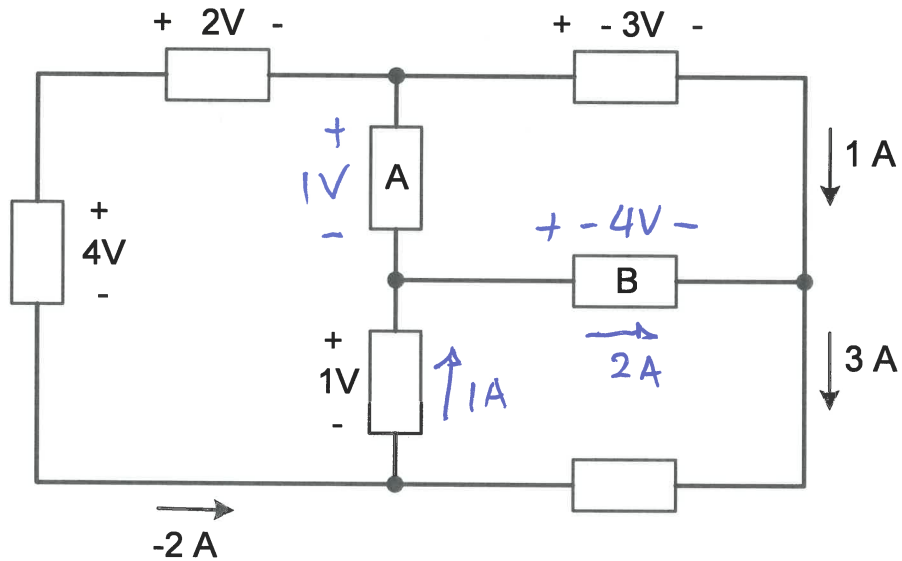 + 2V -
+ - 3V -
+
1V
-
A
1 A
+
4V
-
+ - 4V -
B
2A
+
1V
-
1A
3 A
-2 A